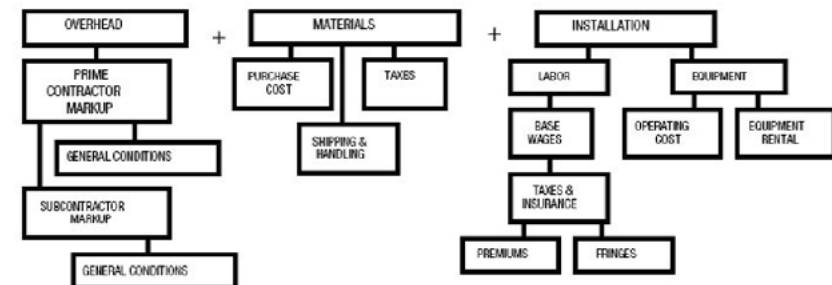 OVERHEAD
+
MATERIALS
+
INSTALLATION
PRIME
CONTRACTOR
MARKUP
PURCHASE
COST
TAXES
LABOR
EQUIPMENT
GENERAL CONDITIONS
SHIPPING &
HANDLING
BASE
WAGES
OPERATING
COST
EQUIPMENT
RENTAL
SUBCONTRACTOR
MARKUP
TAXES &
INSURANCE
GENERAL CONDITIONS
PREMIUMS
FRINGES